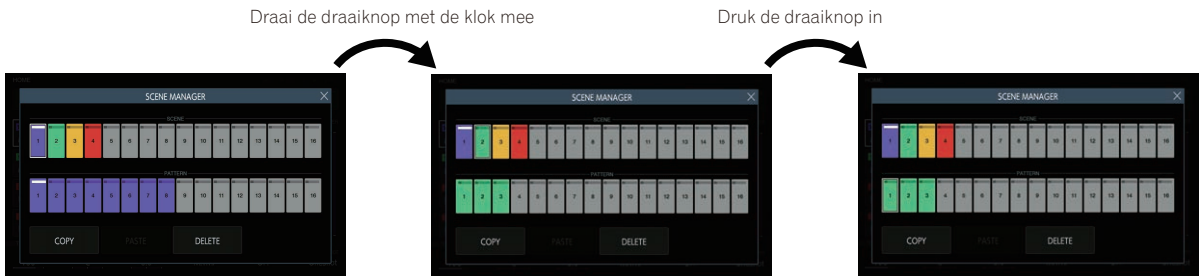 Draai de draaiknop met de klok mee
Druk de draaiknop in
SCENE MANAGER
SCENE
1 2 3 4 5 6 7 8 9 10 11 12 13 14 15 16
PATTERN
1 2 3 4 5 6 7 8 9 10 11 12 13 14 15 16
COPY PASTE DELETE
SCENE MANAGER
SCENE
1 2 3 4 5 6 7 8 9 10 11 12 13 14 15 16
PATTERN
1 2 3 4 5 6 7 8 9 10 11 12 13 14 15 16
COPY PASTE DELETE
SCENE MANAGER
SCENE
1 2 3 4 5 6 7 8 9 10 11 12 13 14 15 16
PATTERN
1 2 3 4 5 6 7 8 9 10 11 12 13 14 15 16
COPY PASTE DELETE